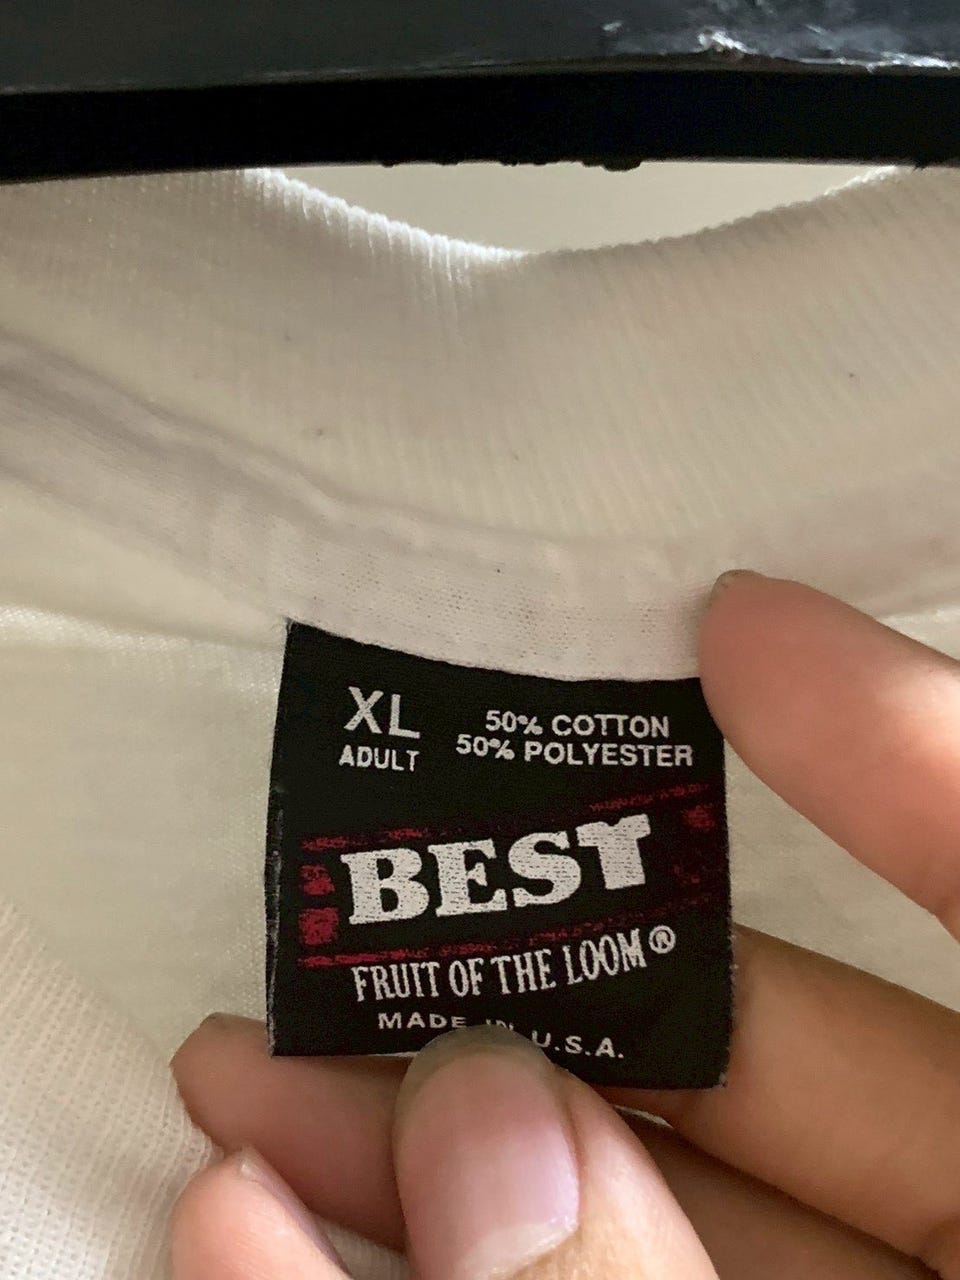 XL
ADULT
50% COTTON
50% POLYESTER
BEST
FRUIT OF THE LOOM®
MADE IN U.S.A.